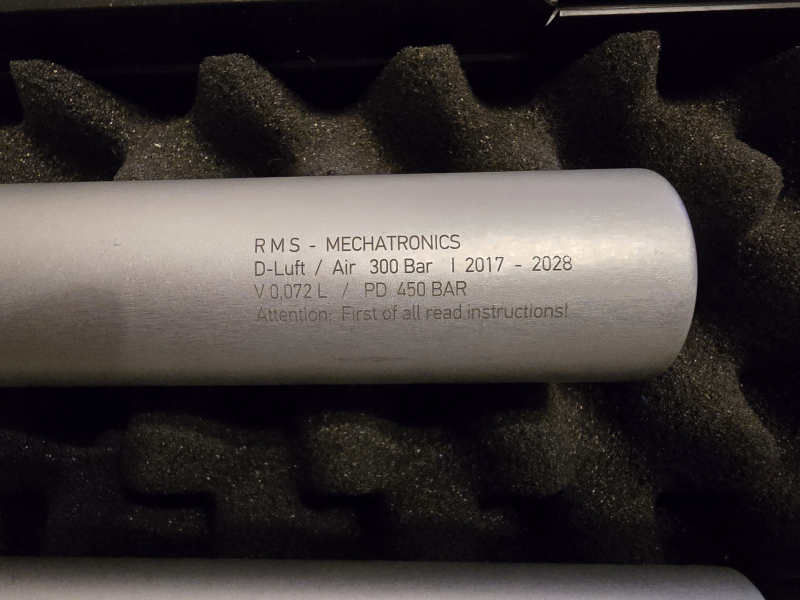 RMS - MECHATRONICS
D-Luft / Air 300 Bar I 2017 - 2028
V 0,072 L / PD 450 BAR
Attention: First of all read instructions!